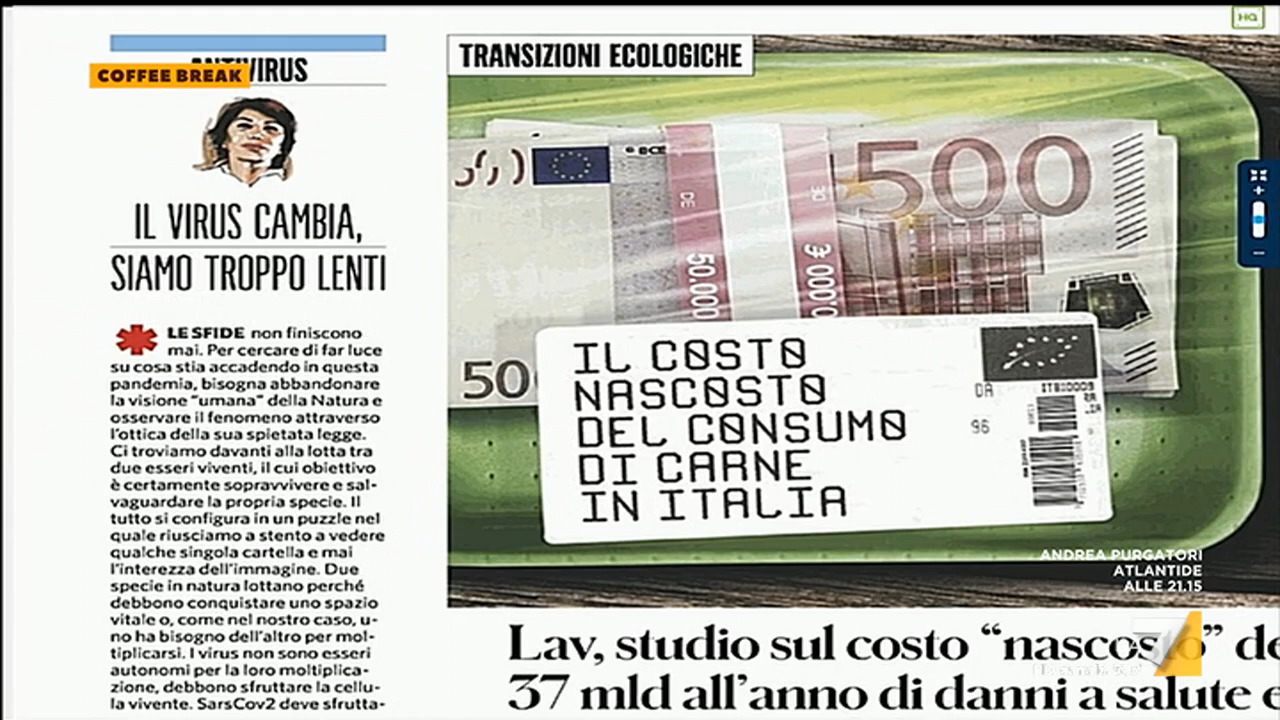 HQ
ANTIVIRUS
COFFEE BREAK
IL VIRUS CAMBIA,
SIAMO TROPPO LENTI
LE SFIDE non finiscono
mai. Per cercare di far luce
su cosa stia accadendo in questa
pandemia, bisogna abbandonare
la visione "umana" della Natura e
osservare il fenomeno attraverso
l'ottica della sua spietata legge.
Ci troviamo davanti alla lotta tra
due esseri viventi, il cui obiettivo
è certamente sopravvivere e sal-
vaguardare la propria specie. Il
tutto si configura in un puzzle nel
quale riusciamo a stento a vedere
qualche singola cartella e mai
l'interezza dell'immagine. Due
specie in natura lottano perché
debbono conquistare uno spazio
vitale o, come nel nostro caso, u-
no ha bisogno dell'altro per mol-
tiplicarsi. I virus non sono esseri
autonomi per la loro moltiplica-
zione, debbono sfruttare la cellu-
la vivente. SarsCov2 deve sfrutta-
TRANSIZIONI ECOLOGICHE
BCE
500
DE
DE
50.000
50
IL COSTO
NASCOSTO
DEL CONSUMO
DI CARNE
IN ITALIA
DA
96
ANDREA PURGATORI
ATLANTIDE
ALLE 21.15
Lav, studio sul costo “nascosto” de
37 mld all'anno di danni a salute e